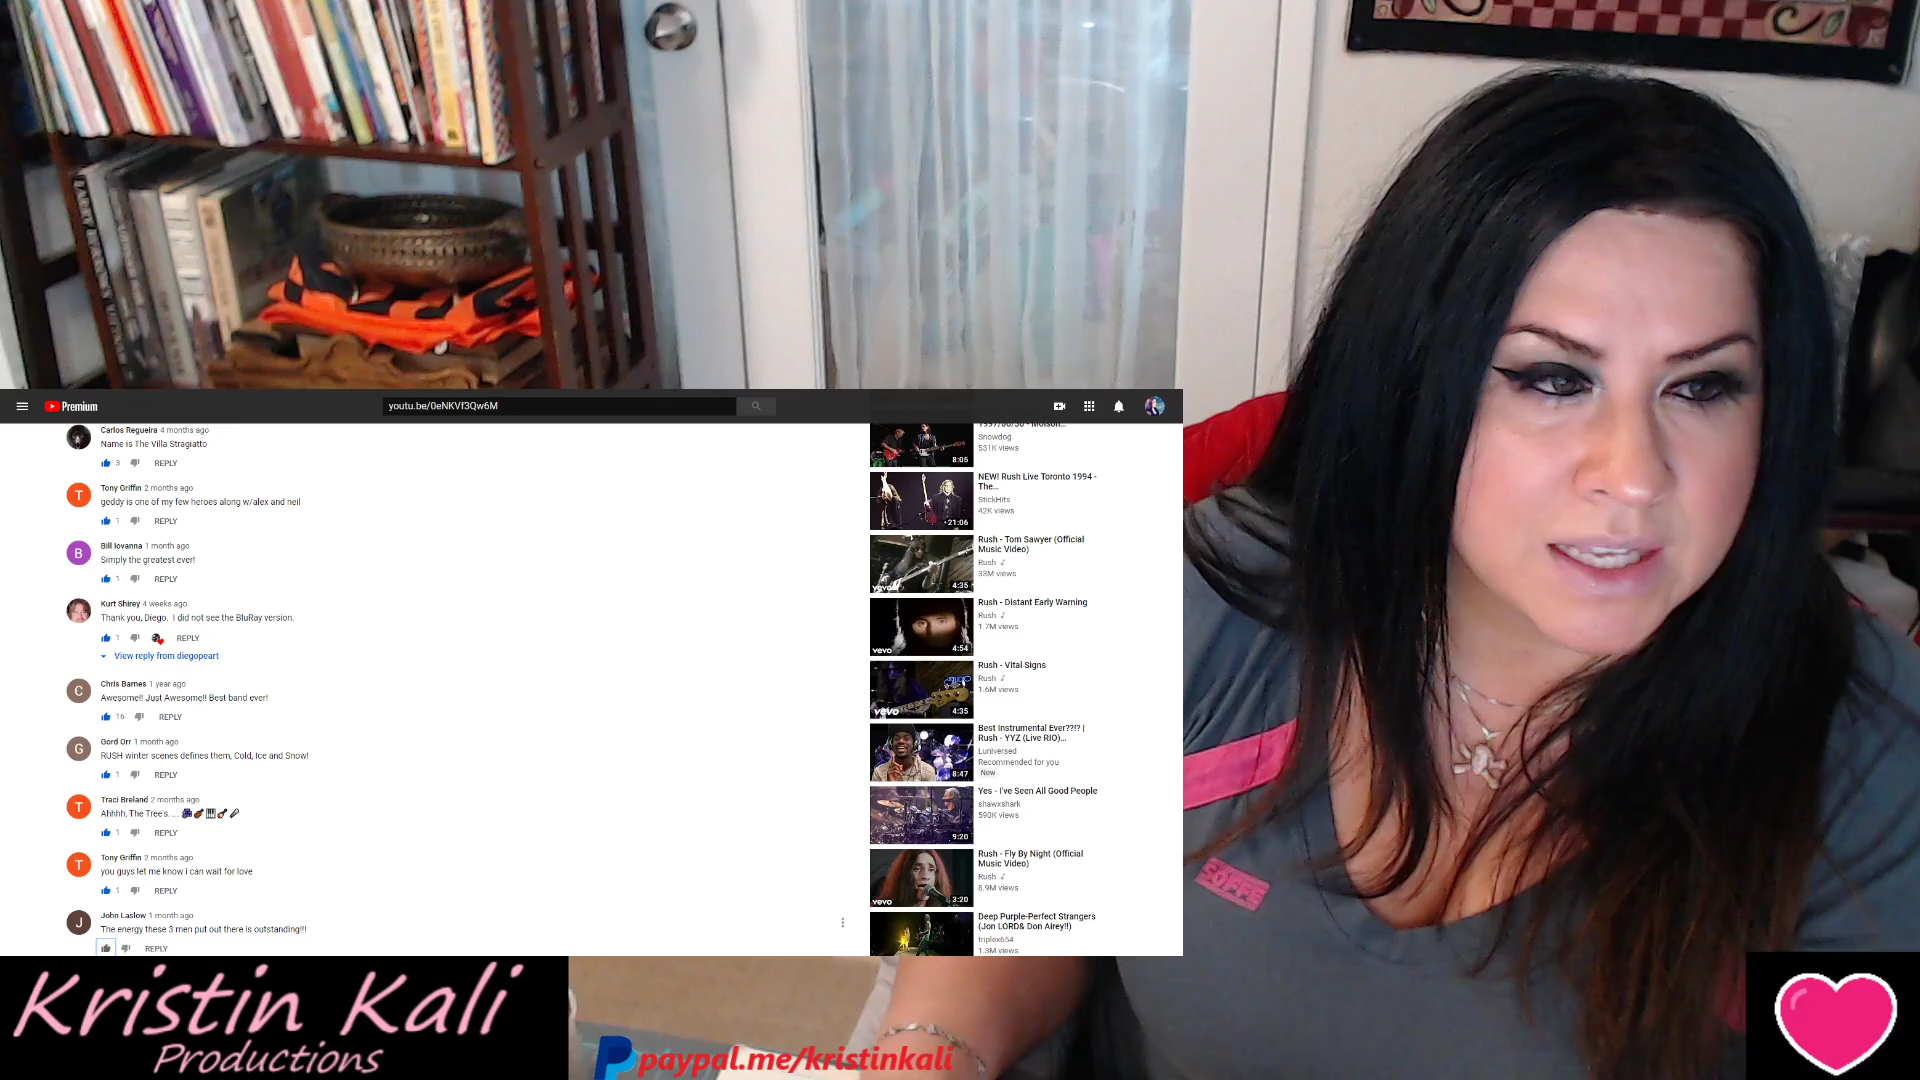 Premium
youtu.be/0eNKVf3Qw6M
Carlos Regueira 4 months ago
Name is The Villa Stragiatto
3 REPLY
Tony Griffin 2 months ago
geddy is one of my few heroes along w/alex and neil
1 REPLY
Bill Iovanna 1 month ago
Simply the greatest ever!
1 REPLY
Kurt Shirey 4 weeks ago
Thank you, Diego. I did not see the BluRay version.
1 REPLY
View reply from diegopeart
Chris Barnes 1 year ago
Awesome!! Just Awesome!! Best band ever!
16 REPLY
Gord Orr 1 month ago
RUSH winter scenes defines them, Cold, Ice and Snow!
1 REPLY
Traci Breland 2 months ago
Ahhhh, The Tree's. ...
1 REPLY
Tony Griffin 2 months ago
you guys let me know i can wait for love
1 REPLY
John Laslow 1 month ago
The energy these 3 men put out there is outstanding!!!
REPLY
T
B
C
G
T
T
J
Snowdog
531K views
8:05
NEW! Rush Live Toronto 1994 -
The...
StickHits
42K views
21:06
Rush - Tom Sawyer (Official
Music Video)
Rush
33M views
vevo 4:35
Rush - Distant Early Warning
Rush
1.7M views
vevo 4:54
Rush - Vital Signs
Rush
1.6M views
vevo 4:35
Best Instrumental Ever??!? |
Rush - YYZ (Live RIO)...
Luniversed
Recommended for you
New
8:47
Yes - I've Seen All Good People
shawxshark
590K views
9:20
Rush - Fly By Night (Official
Music Video)
Rush
8.9M views
vevo 3:20
Deep Purple-Perfect Strangers
(Jon LORD& Don Airey!!)
triplex654
1.3M views
Kristin Kali
Productions
paypal.me/kristinkali